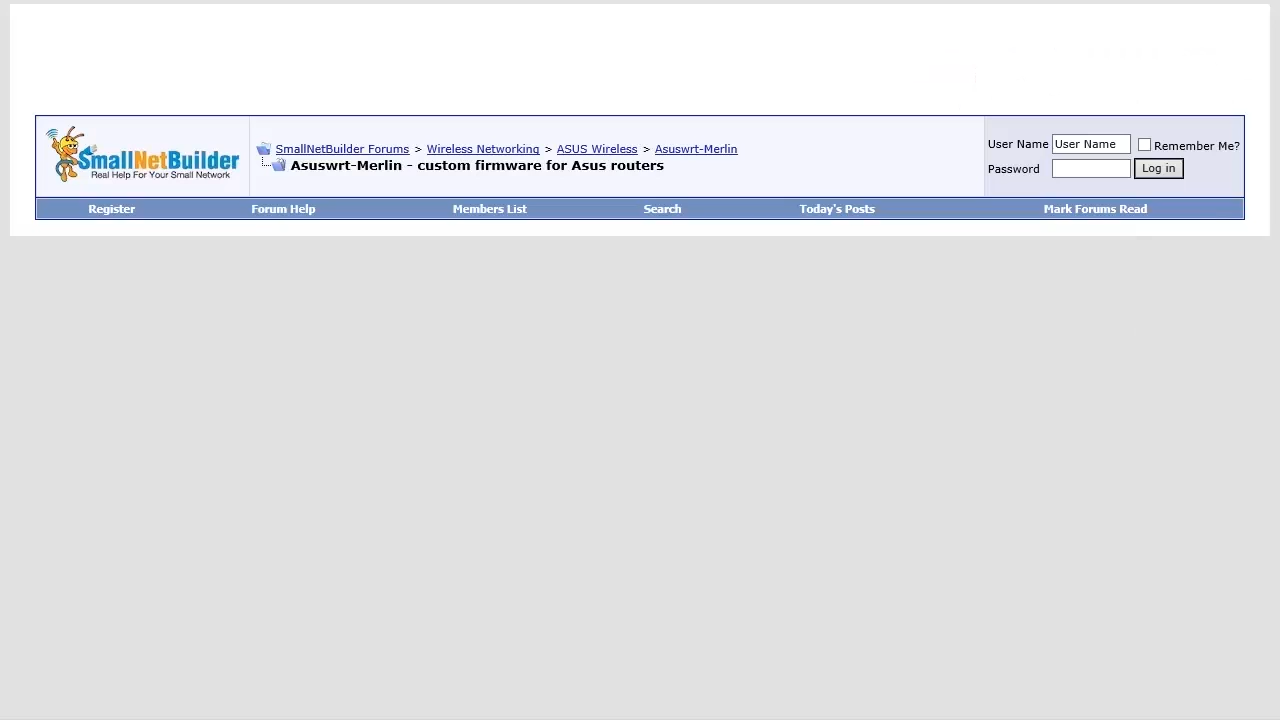 SmallNetBuilder
Real Help For Your Small Network
SmallNetBuilder Forums > Wireless Networking > ASUS Wireless > Asuswrt-Merlin
Asuswrt-Merlin - custom firmware for Asus routers
User Name User Name Remember Me?
Password Log in
Register Forum Help Members List Search Today's Posts Mark Forums Read